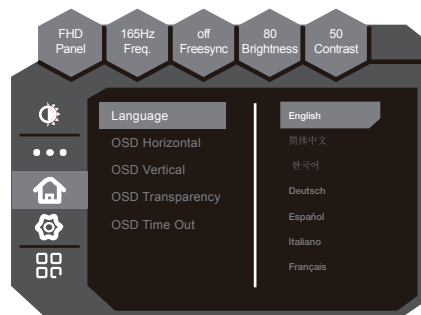 FHD
Panel
165Hz
Freq.
off
Freesync
80
Brightness
50
Contrast
Language
OSD Horizontal
OSD Vertical
OSD Transparency
OSD Time Out
English
简体中文
한국어
Deutsch
Español
Italiano
Français